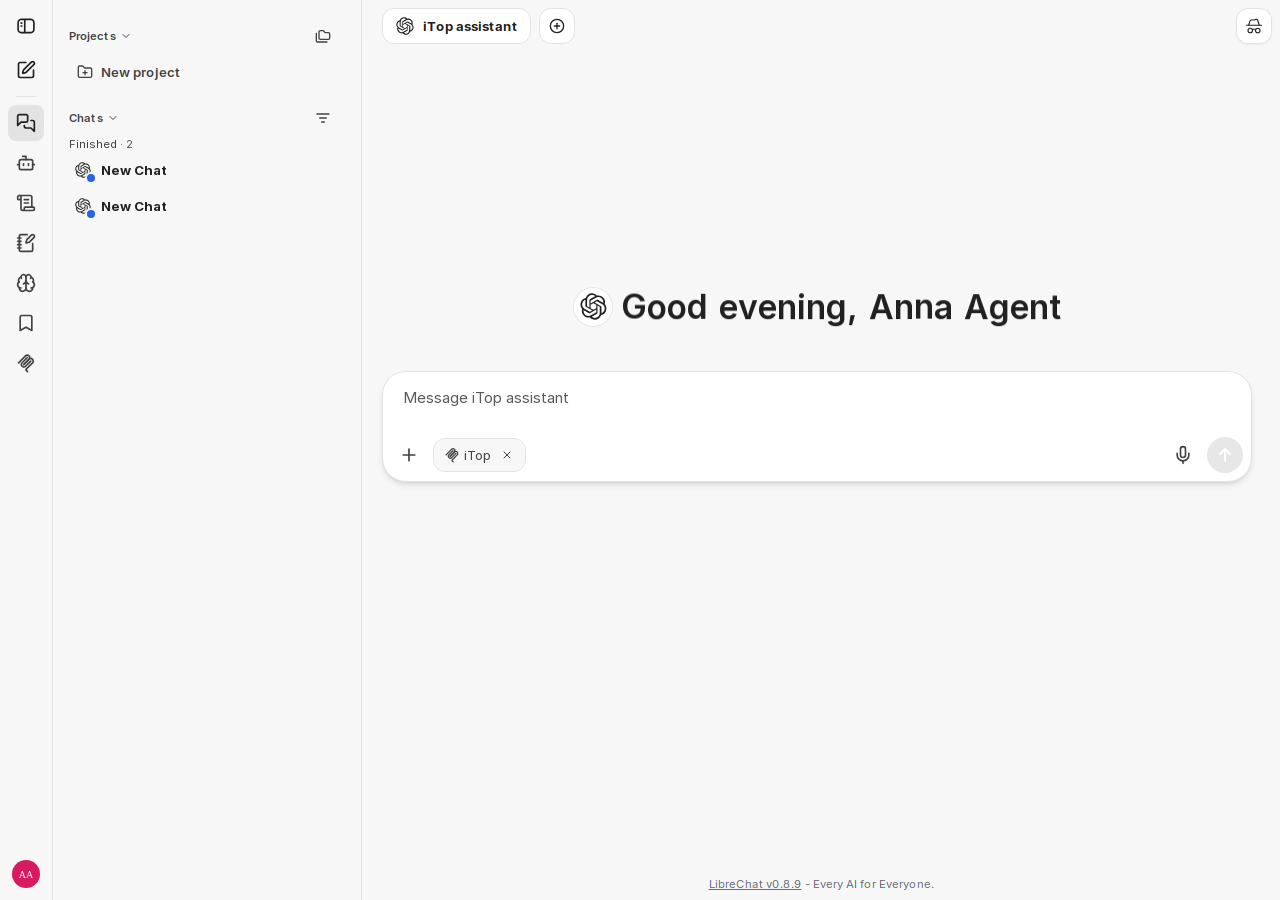 Projects
New project
Chats
Finished · 2
New Chat
New Chat
AA
iTop assistant
Good evening, Anna Agent
Message iTop assistant
iTop
LibreChat v0.8.9 - Every AI for Everyone.